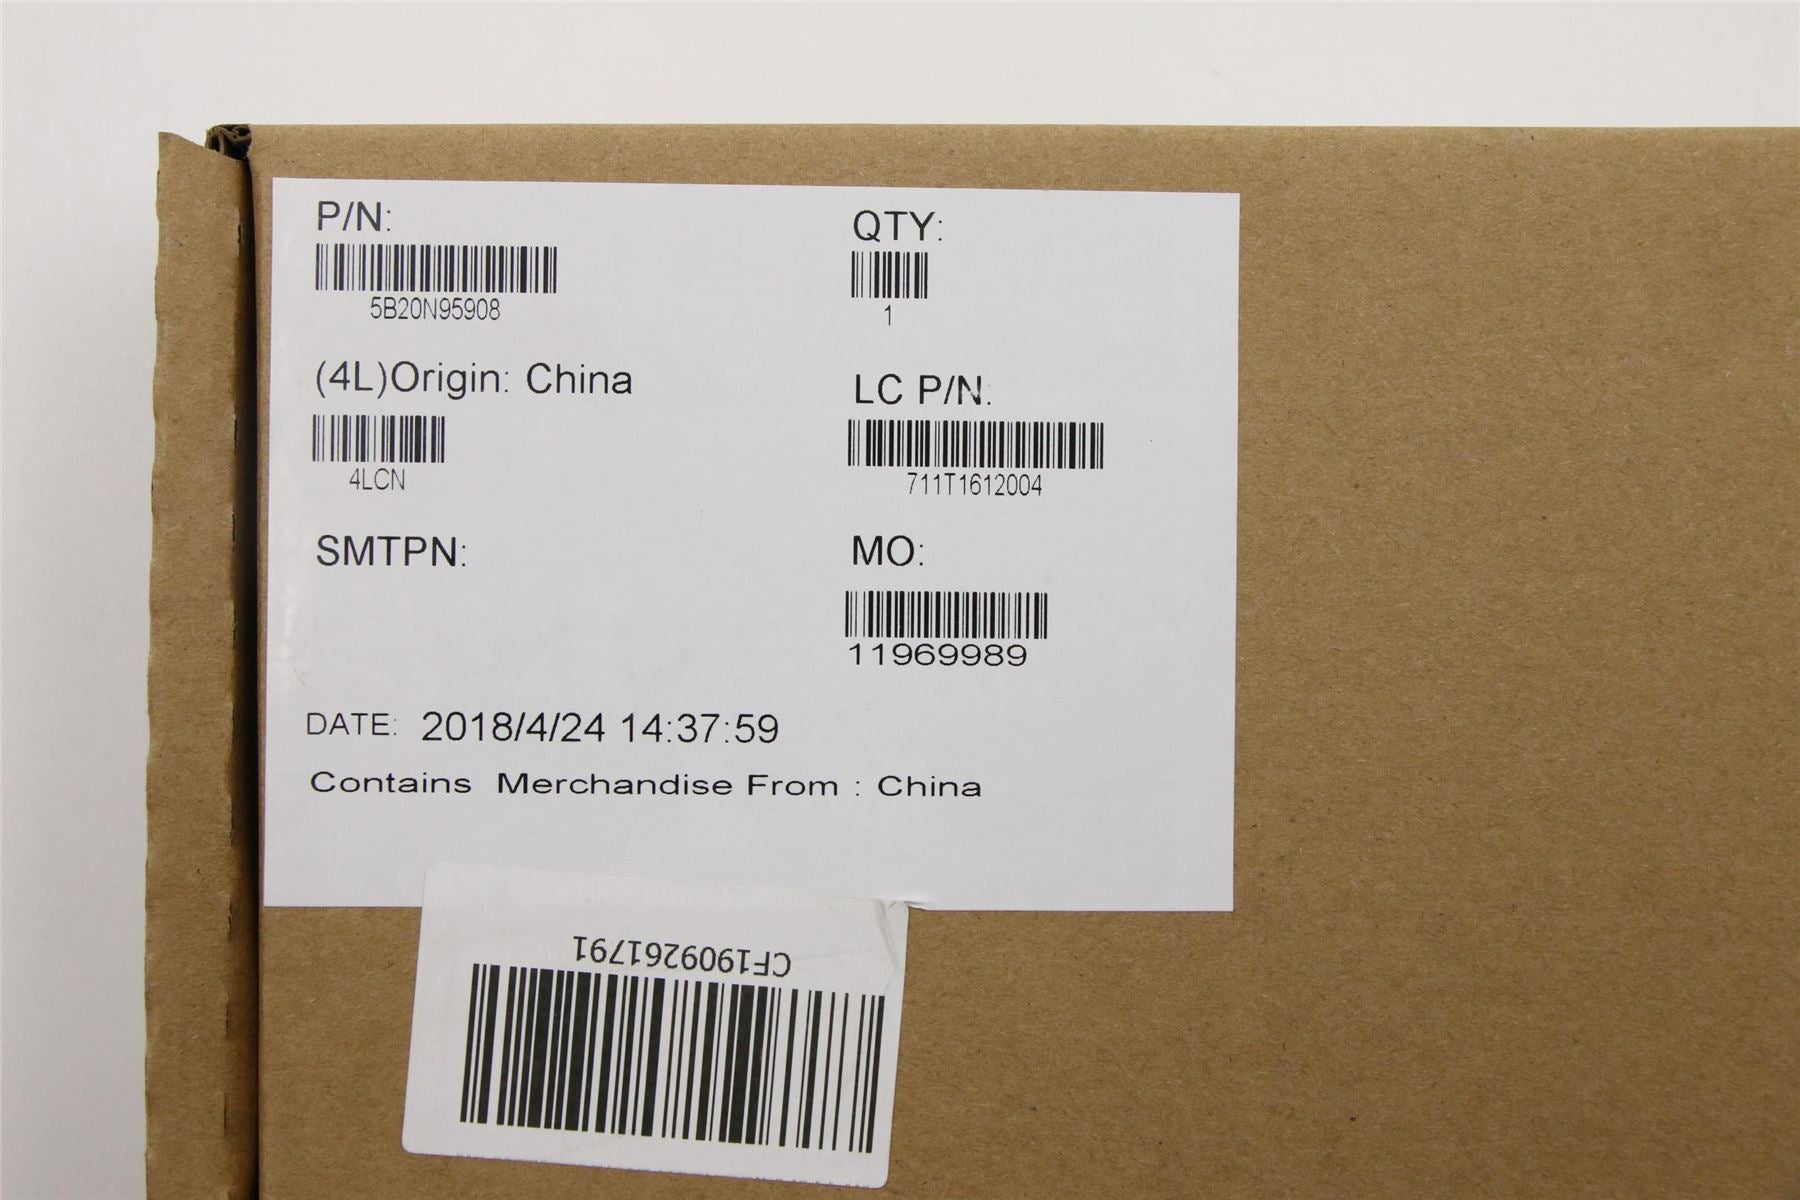 P/N:
5B20N95908
QTY:
1
(4L)Origin: China
4LCN
LC P/N:
711T1612004
SMTPN:
MO:
11969989
DATE: 2018/4/24 14:37:59
Contains Merchandise From : China
CF1909261791